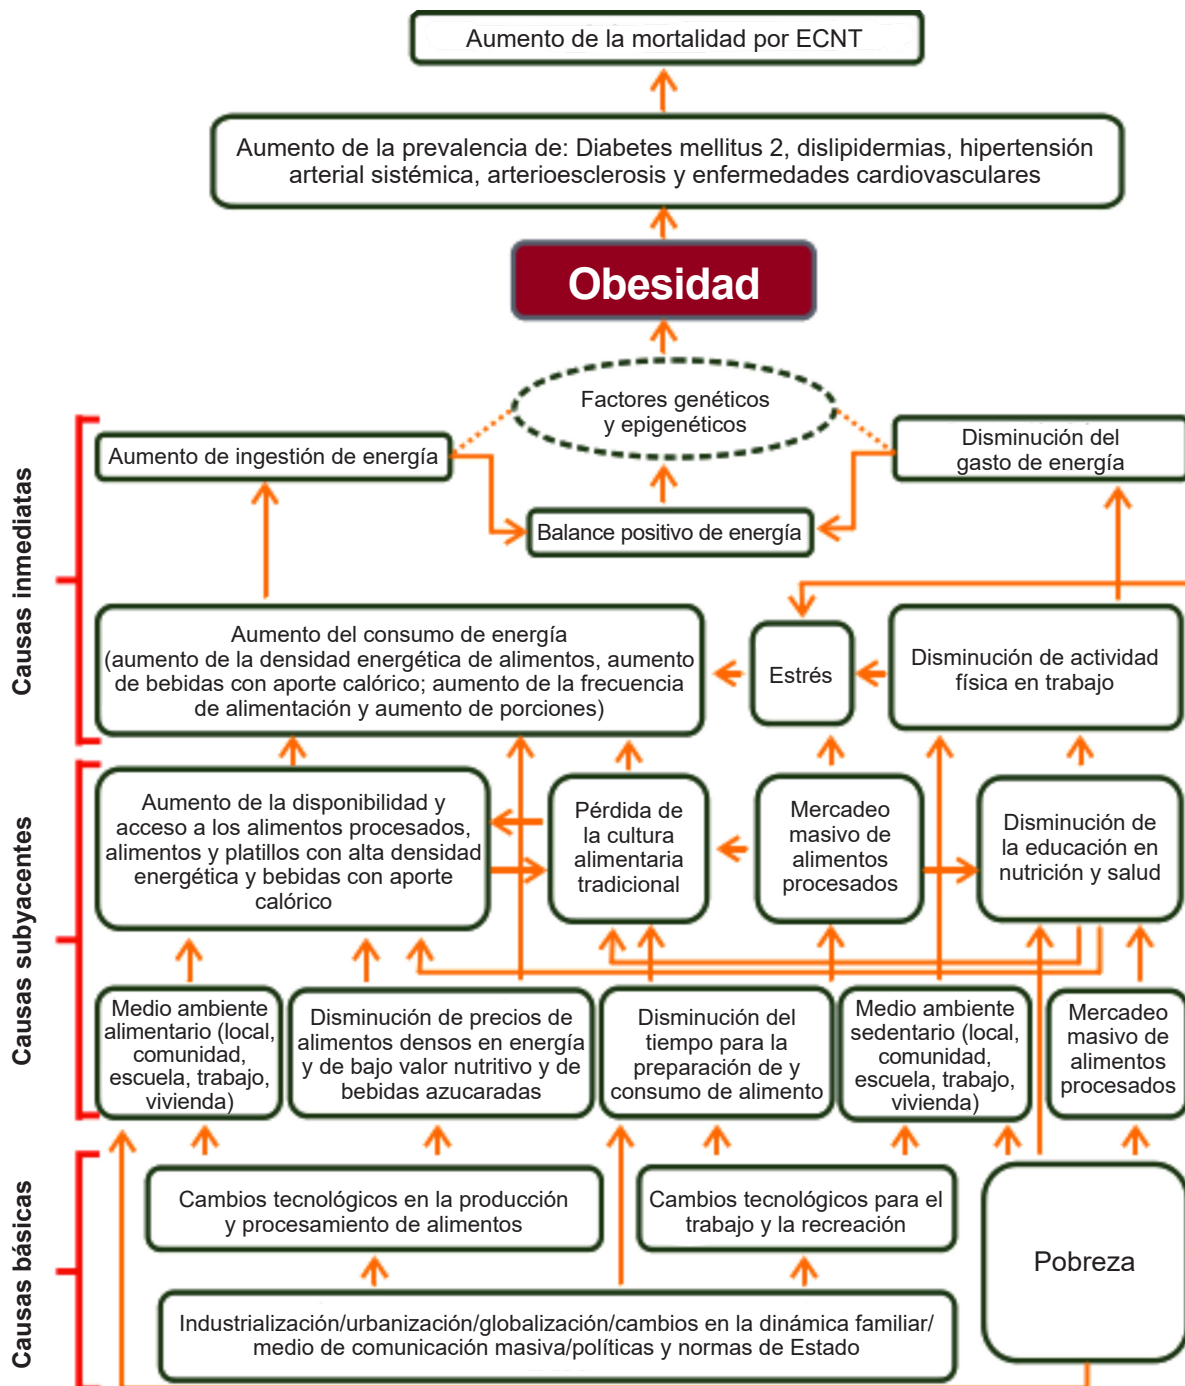 Aumento de la mortalidad por ECNT
Aumento de la prevalencia de: Diabetes mellitus 2, dislipidermias, hipertensión
arterial sistémica, arterioesclerosis y enfermedades cardiovasculares
Obesidad
Factores genéticos
y epigenéticos
Causas inmediatas
Aumento de ingestión de energía
Disminución del
gasto de energía
Balance positivo de energía
Aumento del consumo de energía
(aumento de la densidad energética de alimentos, aumento
de bebidas con aporte calórico; aumento de la frecuencia
de alimentación y aumento de porciones)
Estrés
Disminución de actividad
física en trabajo
Causas subyacentes
Aumento de la disponibilidad y
acceso a los alimentos procesados,
alimentos y platillos con alta densidad
energética y bebidas con aporte
calórico
Pérdida de
la cultura
alimentaria
tradicional
Mercadeo
masivo de
alimentos
procesados
Disminución de
la educación en
nutrición y salud
Medio ambiente
alimentario (local,
comunidad,
escuela, trabajo,
vivienda)
Disminución de precios de
alimentos densos en energía
y de bajo valor nutritivo y de
bebidas azucaradas
Disminución del
tiempo para la
preparación de y
consumo de alimento
Medio ambiente
sedentario (local,
comunidad,
escuela, trabajo,
vivienda)
Mercadeo
masivo de
alimentos
procesados
Causas básicas
Cambios tecnológicos en la producción
y procesamiento de alimentos
Cambios tecnológicos para el
trabajo y la recreación
Pobreza
Industrialización/urbanización/globalización/cambios en la dinámica familiar/
medio de comunicación masiva/políticas y normas de Estado